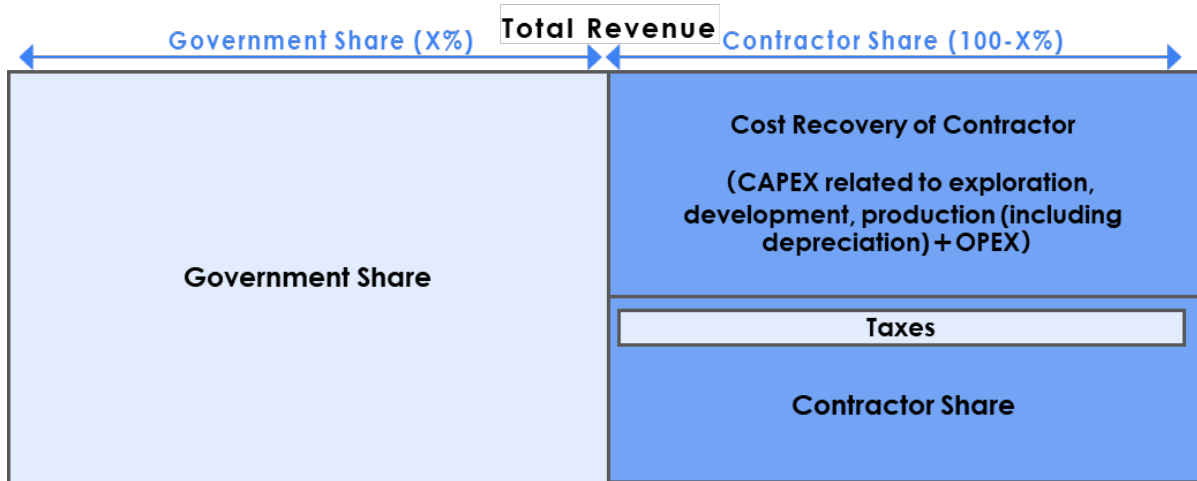 Total Revenue
Government Share (X%)
Contractor Share (100-X%)
Government Share
Cost Recovery of Contractor
（CAPEX related to exploration,
development, production (including
depreciation)＋OPEX）
Taxes
Contractor Share